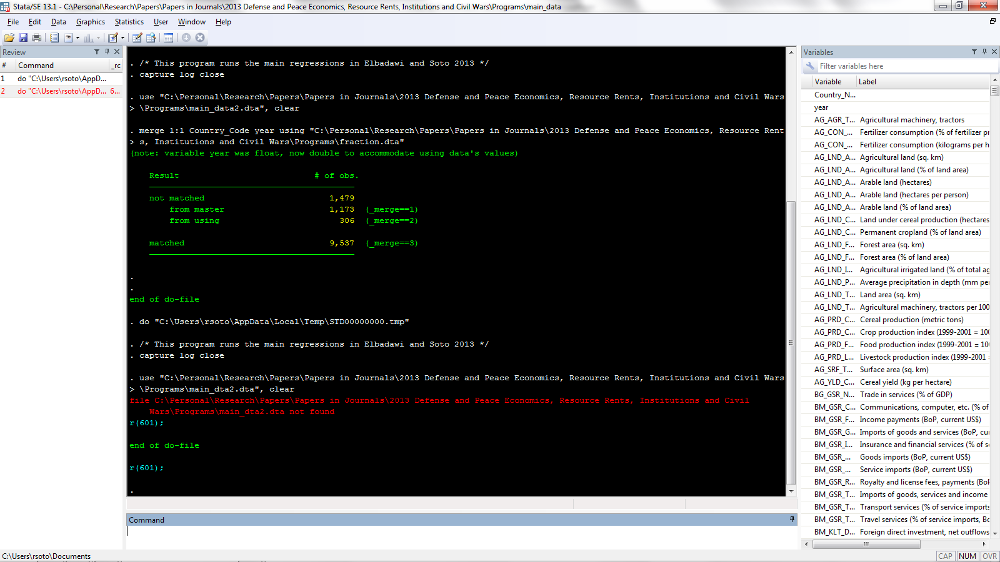 Stata/SE 13.1 - C:\Personal\Research\Papers\Papers in Journals\2013 Defense and Peace Economics, Resource Rents, Institutions and Civil Wars\Programs\main_data
File Edit Data Graphics Statistics User Window Help
Review
# Command _rc
1 do "C:\Users\rsoto\AppD...
2 do "C:\Users\rsoto\AppD... 6...
. /* This program runs the main regressions in Elbadawi and Soto 2013 */
. capture log close
. use "C:\Personal\Research\Papers\Papers in Journals\2013 Defense and Peace Economics, Resource Rents, Institutions and Civil Wars
> \Programs\main_data2.dta", clear
. merge 1:1 Country_Code year using "C:\Personal\Research\Papers\Papers in Journals\2013 Defense and Peace Economics, Resource Rent
> s, Institutions and Civil Wars\Programs\fraction.dta"
(note: variable year was float, now double to accommodate using data's values)
Result # of obs.
not matched 1,479
from master 1,173 (_merge==1)
from using 306 (_merge==2)
matched 9,537 (_merge==3)
.
.
end of do-file
. do "C:\Users\rsoto\AppData\Local\Temp\STD00000000.tmp"
. /* This program runs the main regressions in Elbadawi and Soto 2013 */
. capture log close
. use "C:\Personal\Research\Papers\Papers in Journals\2013 Defense and Peace Economics, Resource Rents, Institutions and Civil Wars
> \Programs\main_dta2.dta", clear
file C:\Personal\Research\Papers\Papers in Journals\2013 Defense and Peace Economics, Resource Rents, Institutions and Civil
Wars\Programs\main_dta2.dta not found
r(601);
end of do-file
r(601);
.
Command
Variables
Filter variables here
Variable Label
Country_N...
year
AG_AGR_T... Agricultural machinery, tractors
AG_CON_... Fertilizer consumption (% of fertilizer pr
AG_CON_... Fertilizer consumption (kilograms per h
AG_LND_A... Agricultural land (sq. km)
AG_LND_A... Agricultural land (% of land area)
AG_LND_A... Arable land (hectares)
AG_LND_A... Arable land (hectares per person)
AG_LND_A... Arable land (% of land area)
AG_LND_C... Land under cereal production (hectares
AG_LND_C... Permanent cropland (% of land area)
AG_LND_F... Forest area (sq. km)
AG_LND_F... Forest area (% of land area)
AG_LND_I... Agricultural irrigated land (% of total ag
AG_LND_P... Average precipitation in depth (mm pe
AG_LND_T... Land area (sq. km)
AG_LND_T... Agricultural machinery, tractors per 100
AG_PRD_C... Cereal production (metric tons)
AG_PRD_C... Crop production index (1999-2001 = 100
AG_PRD_F... Food production index (1999-2001 = 100
AG_PRD_L... Livestock production index (1999-2001 =
AG_SRF_T... Surface area (sq. km)
AG_YLD_C... Cereal yield (kg per hectare)
BG_GSR_N... Trade in services (% of GDP)
BM_GSR_C... Communications, computer, etc. (% of
BM_GSR_F... Income payments (BoP, current US$)
BM_GSR_G... Imports of goods and services (BoP, cur
BM_GSR_I... Insurance and financial services (% of s
BM_GSR_... Goods imports (BoP, current US$)
BM_GSR_... Service imports (BoP, current US$)
BM_GSR_R... Royalty and license fees, payments (Bo
BM_GSR_T... Imports of goods, services and income
BM_GSR_T... Transport services (% of service imports
BM_GSR_T... Travel services (% of service imports, Bo
BM_KLT_D... Foreign direct investment, net outflows
C:\Users\rsoto\Documents
CAP NUM OVR